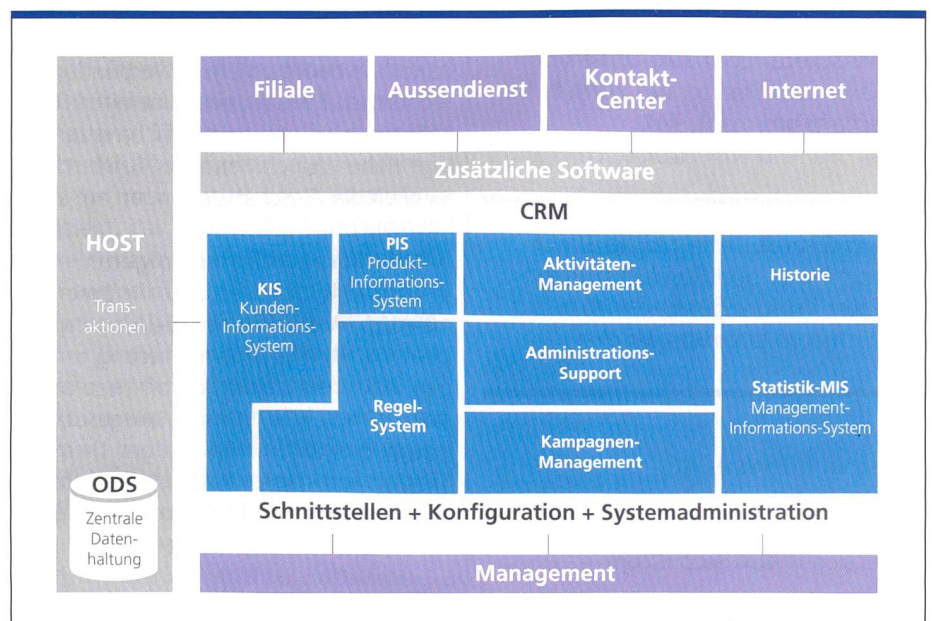 Filiale
Aussendienst
Kontakt-
Center
Internet
Zusätzliche Software
CRM
HOST
Trans-
aktionen
KIS
Kunden-
Informations-
System
PIS
Produkt-
Informations-
System
Aktivitäten-
Management
Historie
Regel-
System
Administrations-
Support
Kampagnen-
Management
Statistik-MIS
Management-
Informations-System
ODS
Zentrale
Daten-
haltung
Schnittstellen + Konfiguration + Systemadministration
Management